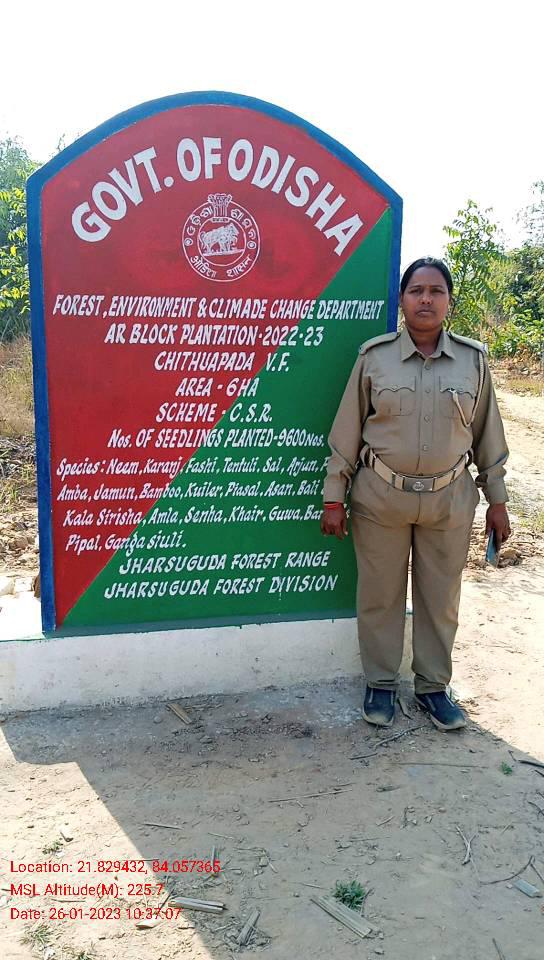 GOVT. OF ODISHA
FOREST, ENVIRONMENT & CLIMADE CHANGE DEPARTMENT
AR BLOCK PLANTATION-2022-23
CHITHUAPADA V.F.
AREA - 6HA
SCHEME - C.S.R.
Nos. OF SEEDLINGS PLANTED-9600Nos.
Species: Neem, Karanj, Fashi, Tentuli, Sal, Arjun,
Amba, Jamun, Bamboo, Kuiler, Piasal, Asan, Bali
Kala Sirisha, Amla, Senha, Khair, Guwa,
Pipal, Ganga siuli.
JHARSUGUDA FOREST RANGE
JHARSUGUDA FOREST DIVISION
Location: 21.829432, 84.057365
MSL Altitude(M): 225.7
Date: 26-01-2023 10:37:07